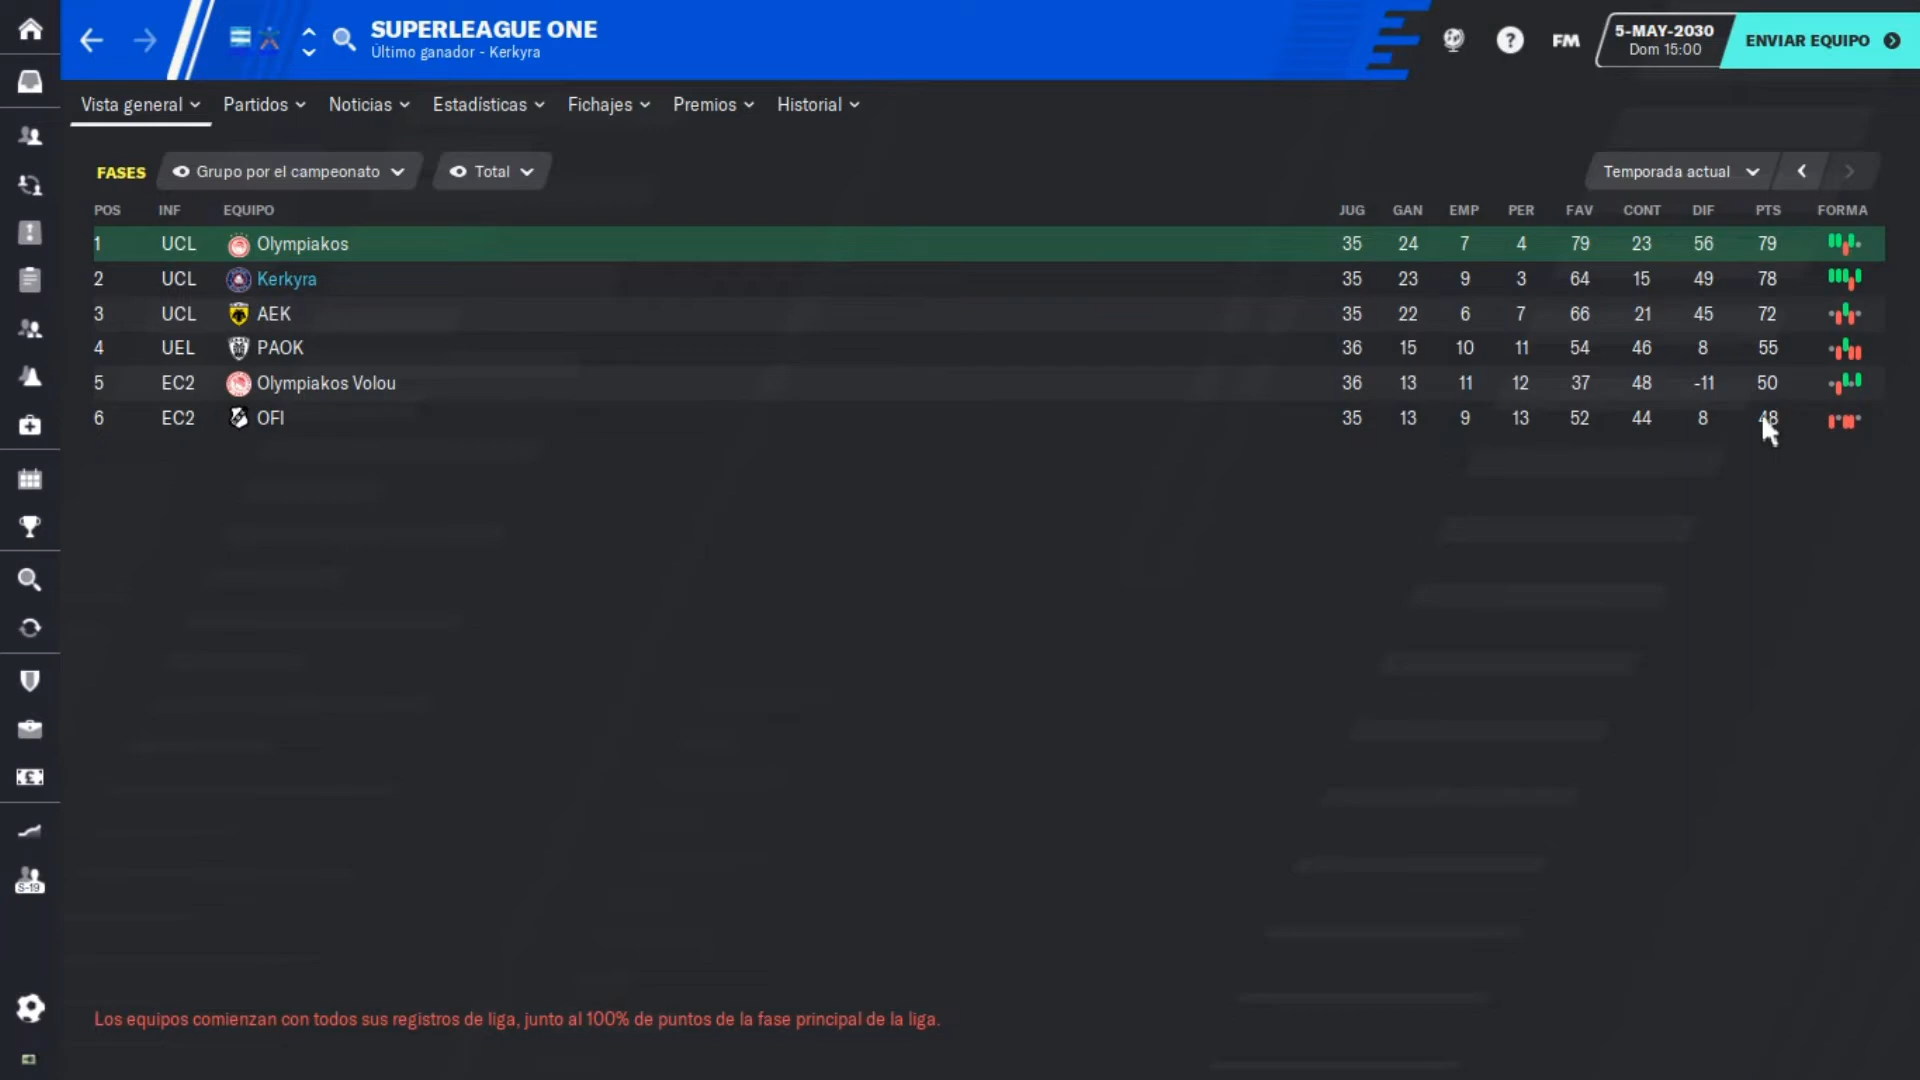 SUPERLEAGUE ONE
Último ganador - Kerkyra
? FM 5-MAY-2030 ENVIAR EQUIPO
Dom 15:00
Vista general Partidos Noticias Estadísticas Fichajes Premios Historial
FASES Grupo por el campeonato Total Temporada actual
POS INF EQUIPO JUG GAN EMP PER FAV CONT DIF PTS FORMA
1 UCL Olympiakos 35 24 7 4 79 23 56 79
2 UCL Kerkyra 35 23 9 3 64 15 49 78
3 UCL AEK 35 22 6 7 66 21 45 72
4 UEL PAOK 36 15 10 11 54 46 8 55
5 EC2 Olympiakos Volou 36 13 11 12 37 48 -11 50
6 EC2 OFI 35 13 9 13 52 44 8 48
S-19
Los equipos comienzan con todos sus registros de liga, junto al 100% de puntos de la fase principal de la liga.